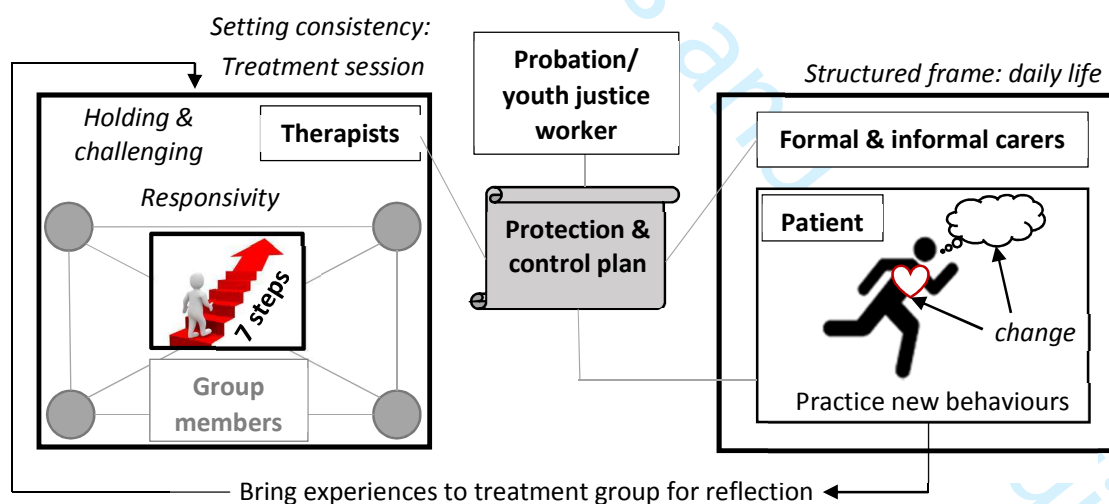 Setting consistency:
Treatment session
Holding &
challenging
Therapists
Responsivity
7 steps
Group
members
Probation/
youth justice
worker
Protection &
control plan
Structured frame: daily life
Formal & informal carers
Patient
change
Practice new behaviours
Bring experiences to treatment group for reflection